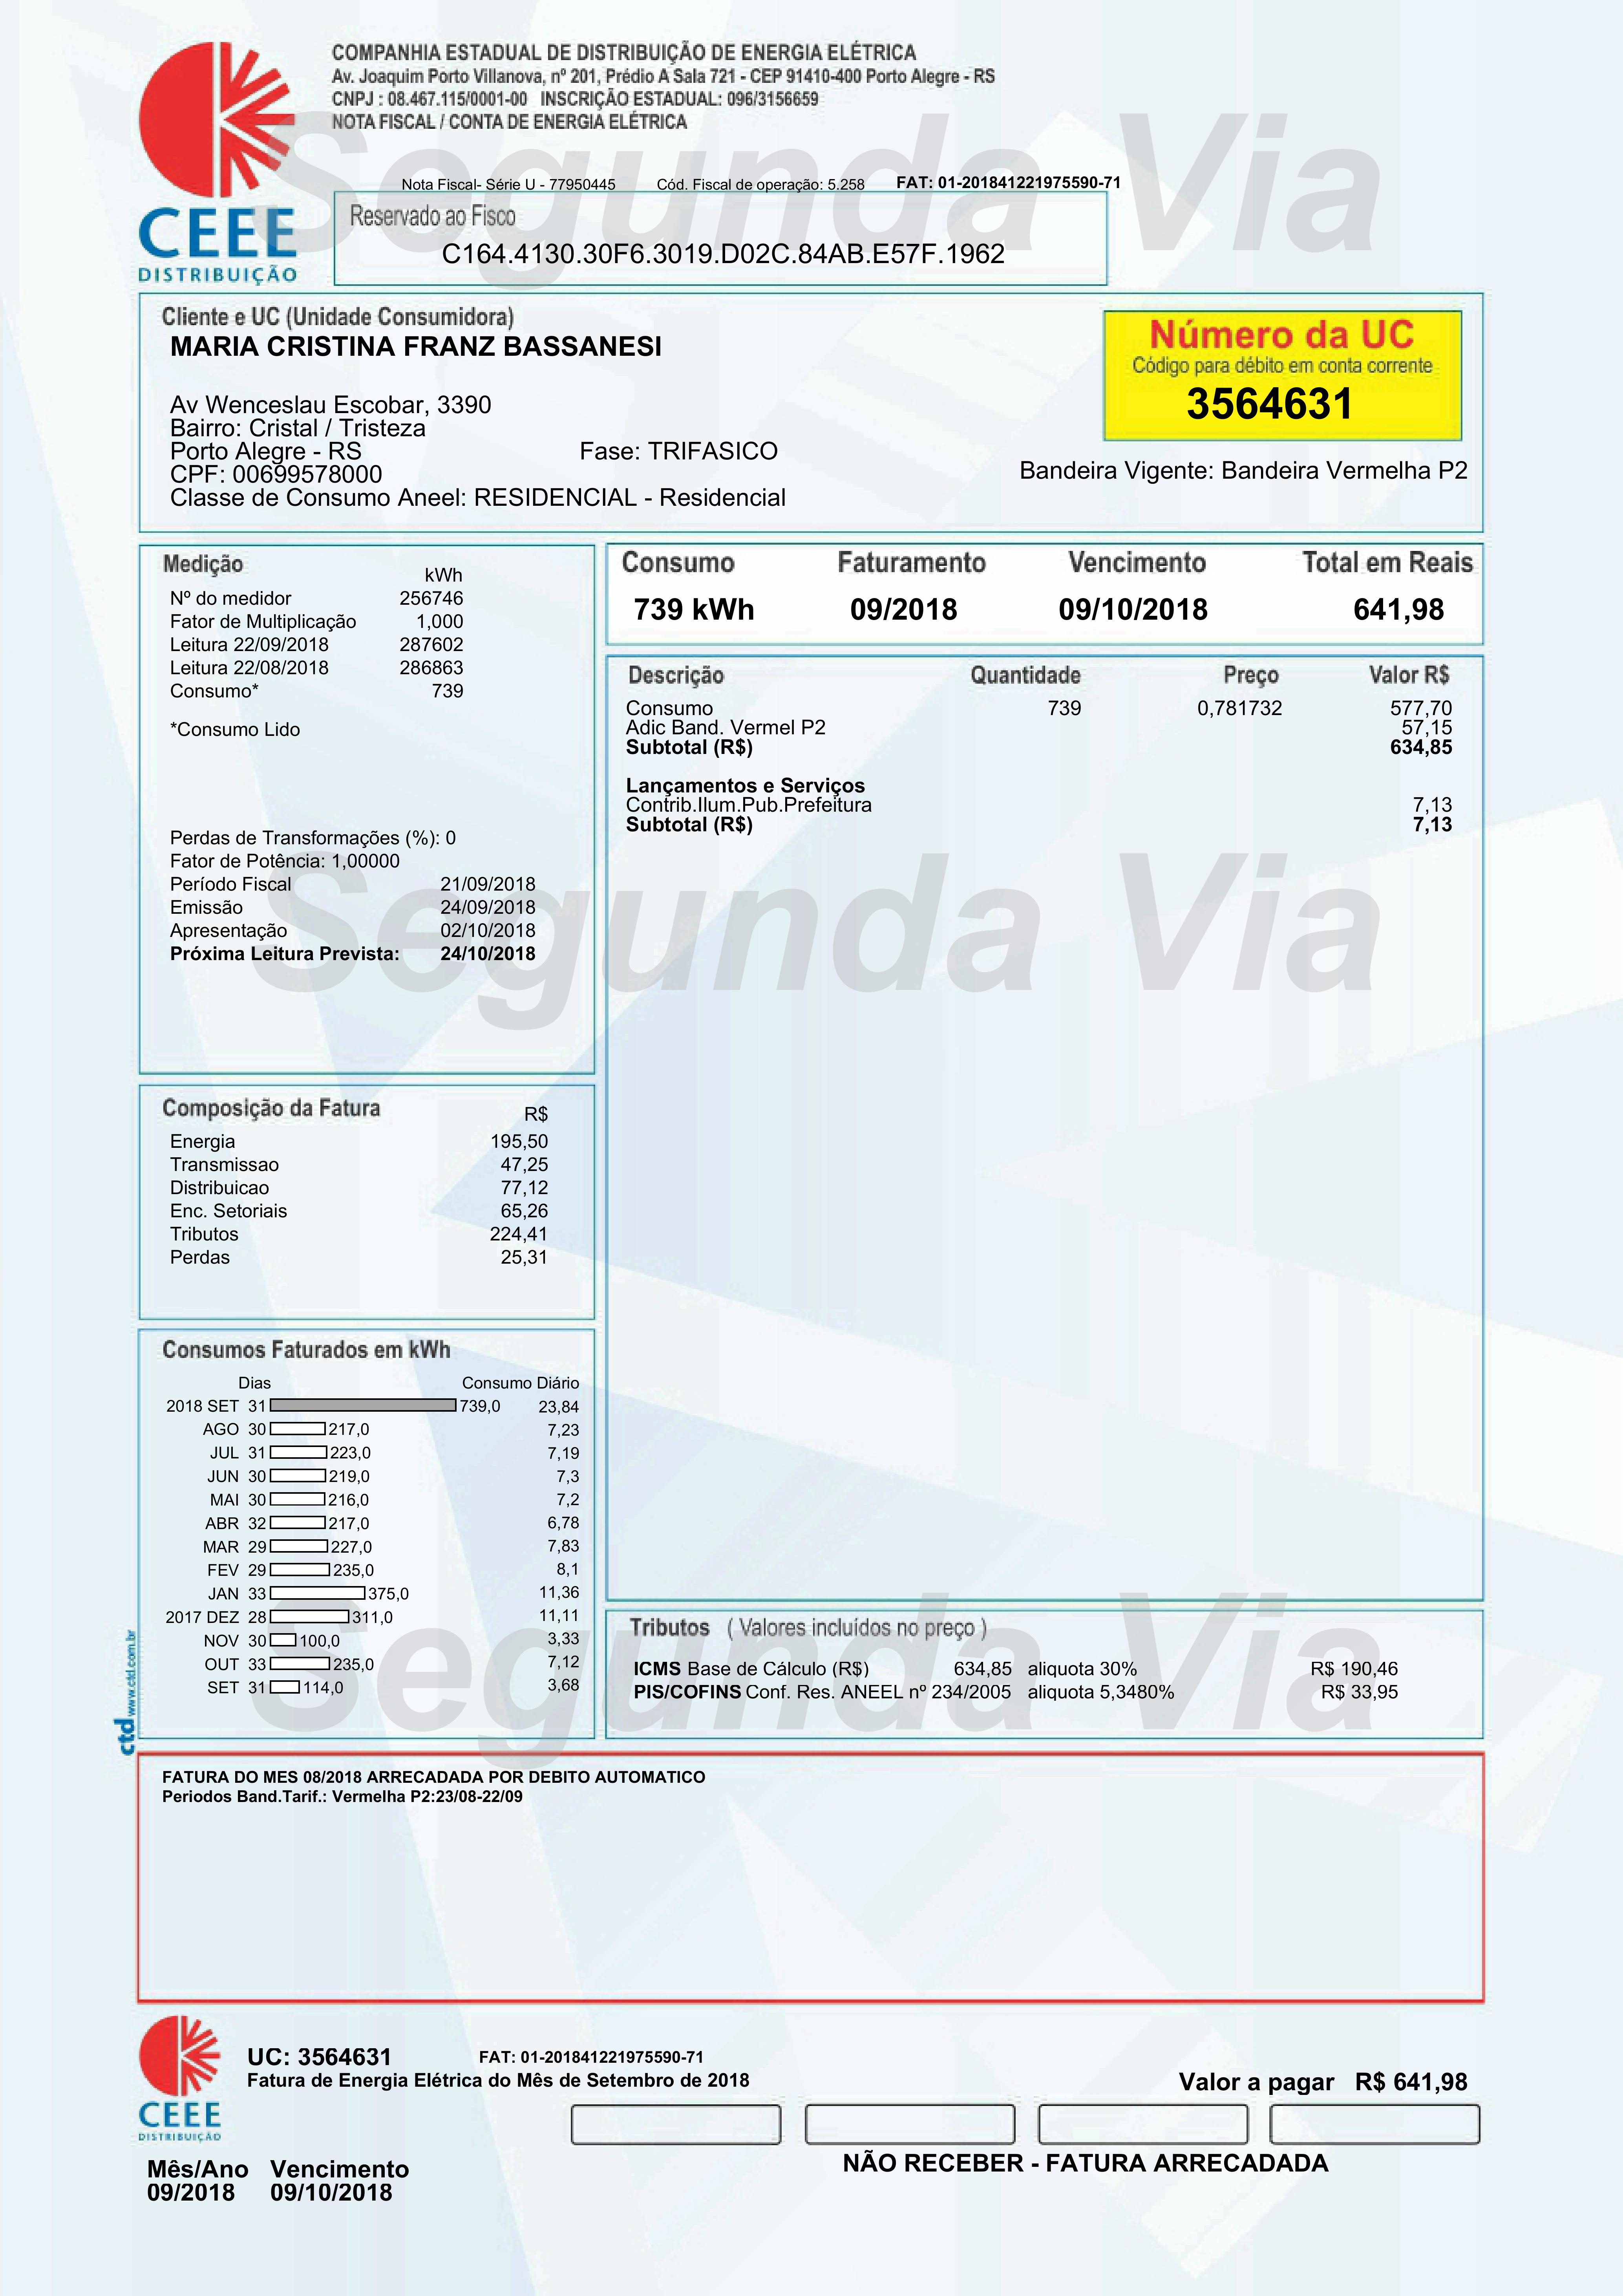 COMPANHIA ESTADUAL DE DISTRIBUIÇÃO DE ENERGIA ELÉTRICA
Av. Joaquim Porto Villanova, nº 201, Prédio A Sala 721 - CEP 91410-400 Porto Alegre - RS
CNPJ : 08.467.115/0001-00 INSCRIÇÃO ESTADUAL: 096/3156659
NOTA FISCAL / CONTA DE ENERGIA ELÉTRICA
Segunda Via
Nota Fiscal- Série U - 77950445 Cód. Fiscal de operação: 5.258 FAT: 01-201841221975590-71
CEEE
DISTRIBUIÇÃO
Reservado ao Fisco
C164.4130.30F6.3019.D02C.84AB.E57F.1962
Cliente e UC (Unidade Consumidora)
MARIA CRISTINA FRANZ BASSANESI
Av Wenceslau Escobar, 3390
Bairro: Cristal / Tristeza
Porto Alegre - RS Fase: TRIFASICO
CPF: 00699578000
Classe de Consumo Aneel: RESIDENCIAL - Residencial
Número da UC
Código para débito em conta corrente
3564631
Bandeira Vigente: Bandeira Vermelha P2
Medição
kWh
Nº do medidor 256746
Fator de Multiplicação 1,000
Leitura 22/09/2018 287602
Leitura 22/08/2018 286863
Consumo* 739
*Consumo Lido
Perdas de Transformações (%): 0
Fator de Potência: 1,00000
Período Fiscal 21/09/2018
Emissão 24/09/2018
Apresentação 02/10/2018
Próxima Leitura Prevista: 24/10/2018
Consumo Faturamento Vencimento Total em Reais
739 kWh 09/2018 09/10/2018 641,98
Descrição Quantidade Preço Valor R$
Consumo 739 0,781732 577,70
Adic Band. Vermel P2 57,15
Subtotal (R$) 634,85
Lançamentos e Serviços
Contrib.Ilum.Pub.Prefeitura 7,13
Subtotal (R$) 7,13
Segunda Via
Composição da Fatura R$
Energia 195,50
Transmissao 47,25
Distribuicao 77,12
Enc. Setoriais 65,26
Tributos 224,41
Perdas 25,31
Consumos Faturados em kWh
Dias Consumo Diário
2018 SET 31 739,0 23,84
AGO 30 217,0 7,23
JUL 31 223,0 7,19
JUN 30 219,0 7,3
MAI 30 216,0 7,2
ABR 32 217,0 6,78
MAR 29 227,0 7,83
FEV 29 235,0 8,1
JAN 33 375,0 11,36
2017 DEZ 28 311,0 11,11
NOV 30 100,0 3,33
OUT 33 235,0 7,12
SET 31 114,0 3,68
Segunda Via
Tributos ( Valores incluídos no preço )
ICMS Base de Cálculo (R$) 634,85 aliquota 30% R$ 190,46
PIS/COFINS Conf. Res. ANEEL nº 234/2005 aliquota 5,3480% R$ 33,95
ctd www.ctd.com.br
FATURA DO MES 08/2018 ARRECADADA POR DEBITO AUTOMATICO
Periodos Band.Tarif.: Vermelha P2:23/08-22/09
CEEE
DISTRIBUIÇÃO
UC: 3564631 FAT: 01-201841221975590-71
Fatura de Energia Elétrica do Mês de Setembro de 2018
Valor a pagar R$ 641,98
NÃO RECEBER - FATURA ARRECADADA
Mês/Ano Vencimento
09/2018 09/10/2018